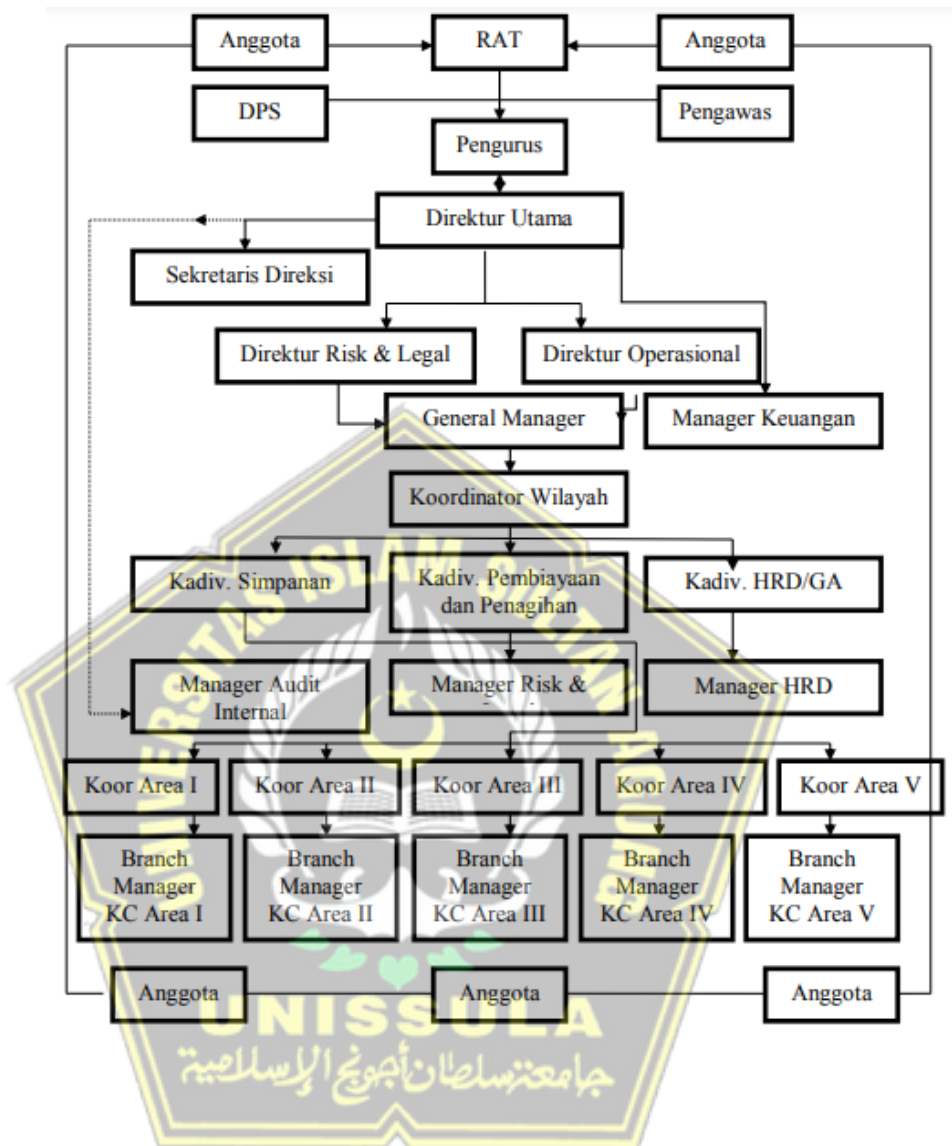 Anggota
RAT
Anggota
DPS
Pengawas
Pengurus
Direktur Utama
Sekretaris Direksi
Direktur Risk & Legal
Direktur Operasional
General Manager
Manager Keuangan
Koordinator Wilayah
Kadiv. Simpanan
Kadiv. Pembiayaan
dan Penagihan
Kadiv. HRD/GA
Manager Audit
Internal
Manager Risk &
Manager HRD
Koor Area I
Koor Area II
Koor Area III
Koor Area IV
Koor Area V
Branch
Manager
KC Area I
Branch
Manager
KC Area II
Branch
Manager
KC Area III
Branch
Manager
KC Area IV
Branch
Manager
KC Area V
Anggota
Anggota
Anggota
UNIVERSITAS ISLAM SULTAN AGUNG
UNISSULA
جامعة سلطان أجونج الإسلامية